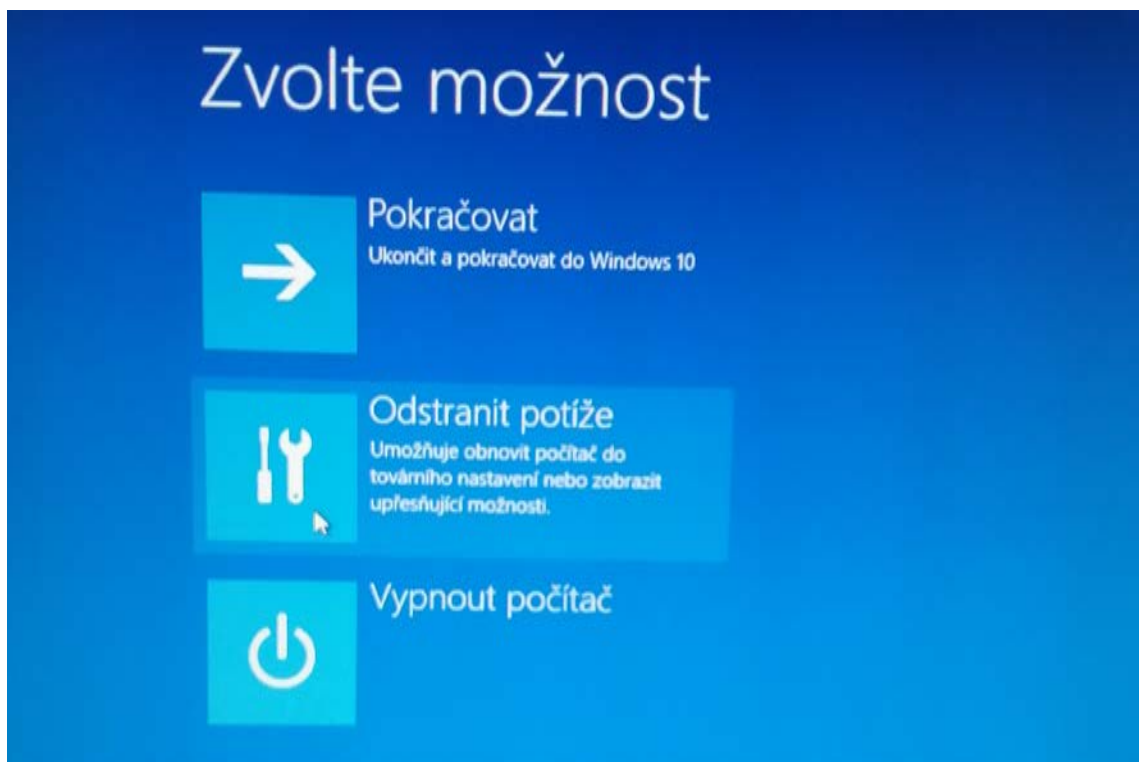 Zvolte možnost
Pokračovat
Ukončit a pokračovat do Windows 10
Odstranit potíže
Umožňuje obnovit počítač do
továrního nastavení nebo zobrazit
upřesňující možnosti.
Vypnout počítač